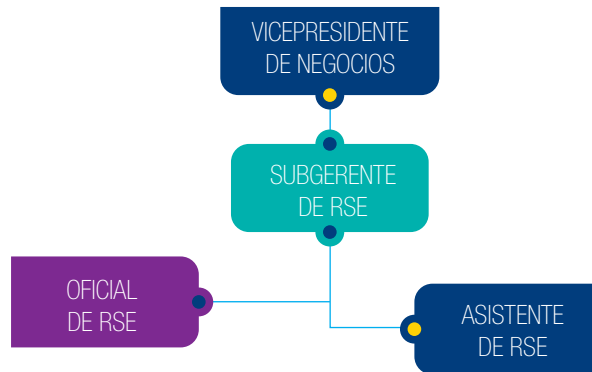 VICEPRESIDENTE
DE NEGOCIOS
SUBGERENTE
DE RSE
OFICIAL
DE RSE
ASISTENTE
DE RSE